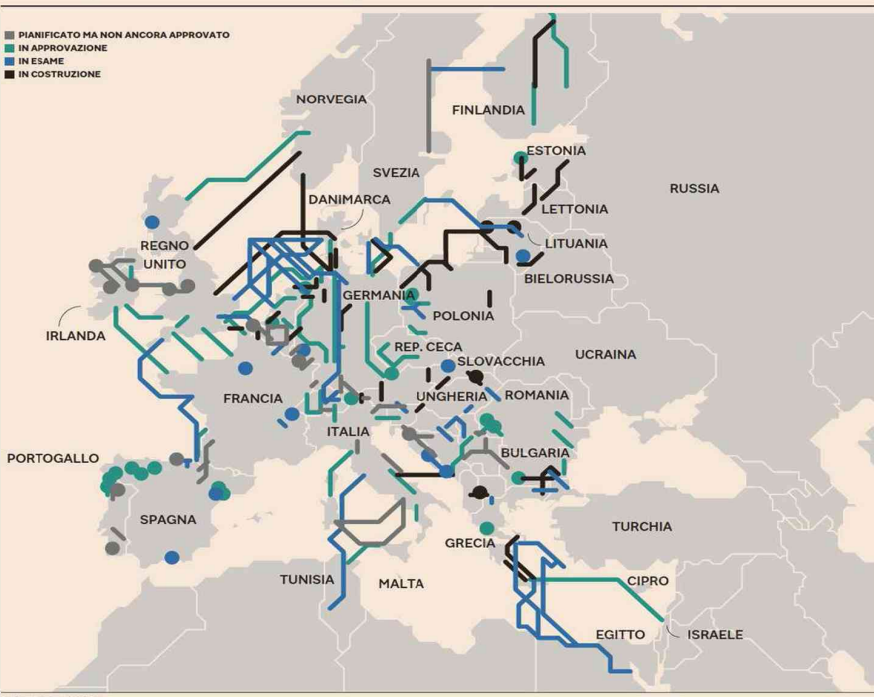 PIANIFICATO MA NON ANCORA APPROVATO
IN APPROVAZIONE
IN ESAME
IN COSTRUZIONE
NORVEGIA
FINLANDIA
ESTONIA
SVEZIA
RUSSIA
DANIMARCA
LETTONIA
REGNO
UNITO
LITUANIA
BIELORUSSIA
GERMANIA
POLONIA
IRLANDA
REP. CECA
SLOVACCHIA
UCRAINA
FRANCIA
UNGHERIA
ROMANIA
ITALIA
BULGARIA
PORTOGALLO
SPAGNA
TURCHIA
GRECIA
TUNISIA
MALTA
CIPRO
EGITTO
ISRAELE